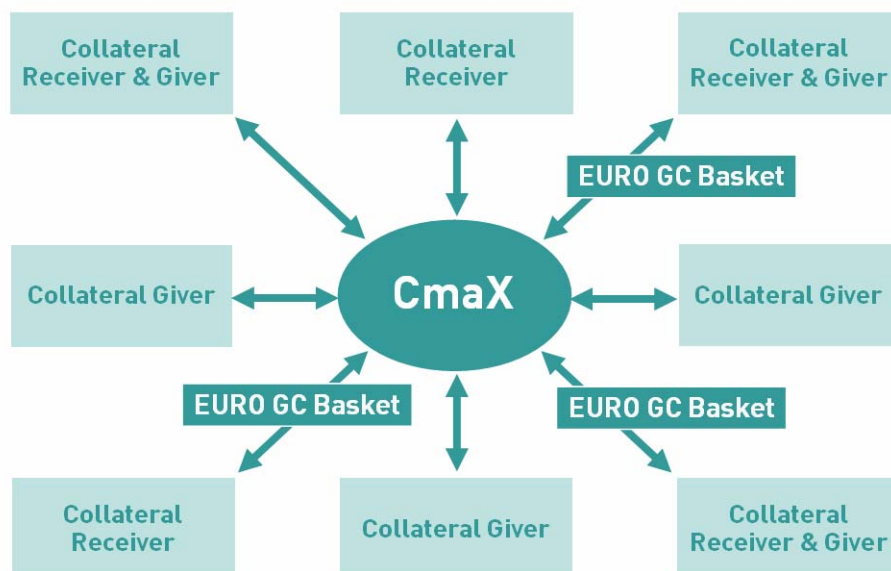 Collateral
Receiver & Giver
Collateral
Receiver
Collateral
Receiver & Giver
EURO GC Basket
Collateral Giver
CmaX
Collateral Giver
EURO GC Basket
EURO GC Basket
Collateral
Receiver
Collateral Giver
Collateral
Receiver & Giver